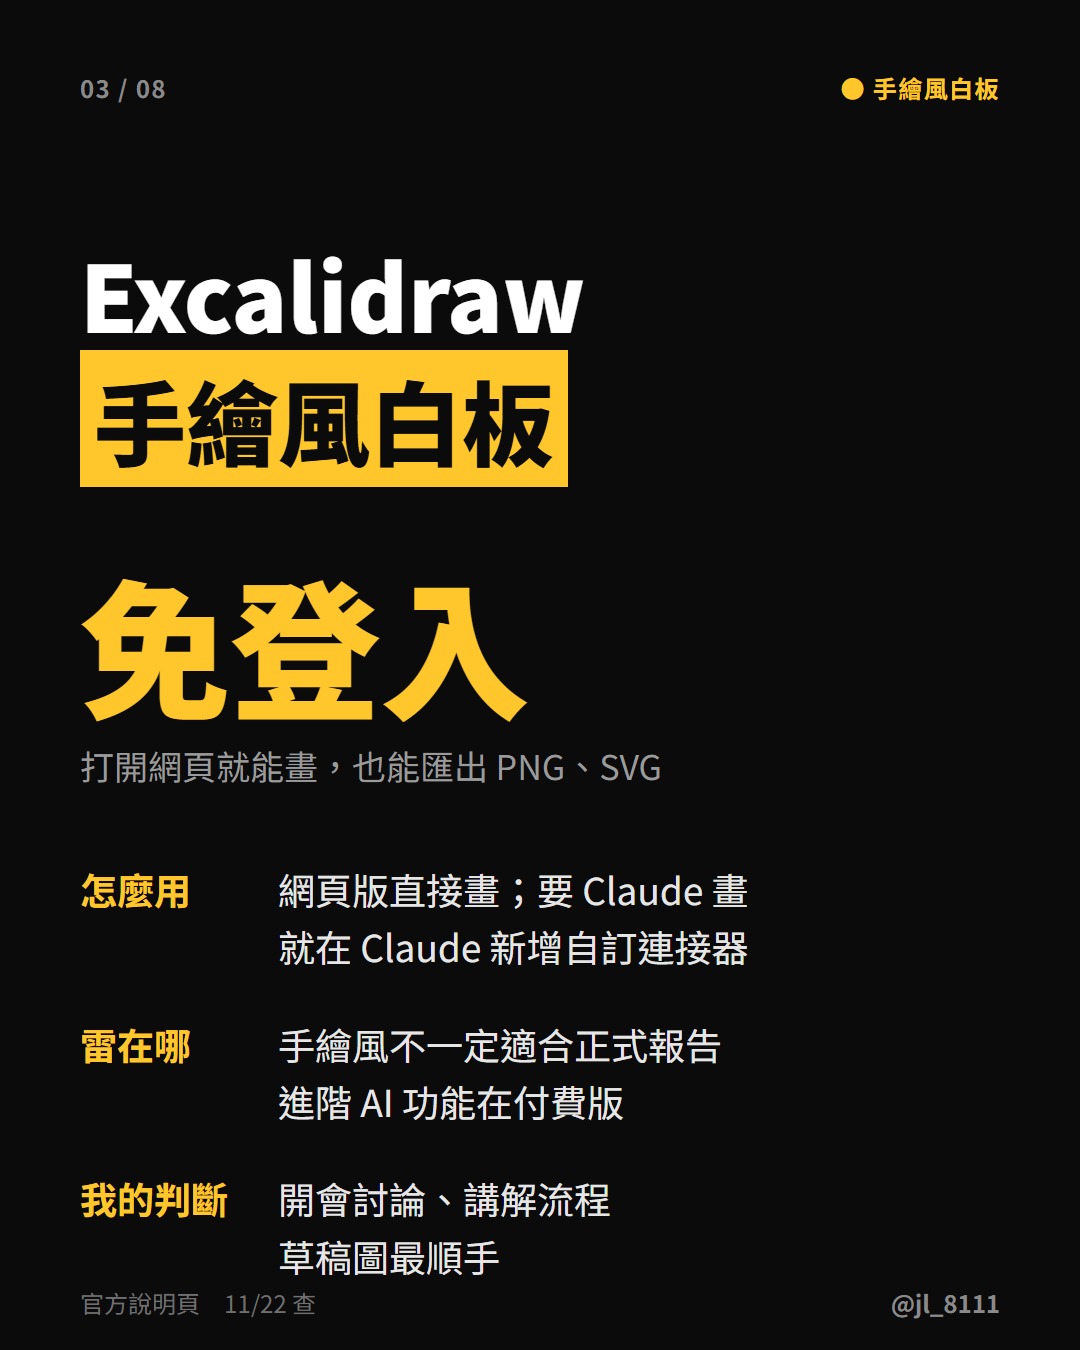 03 / 08
手繪風白板
Excalidraw
手繪風白板
免登入
打開網頁就能畫，也能匯出 PNG、SVG
怎麼用
網頁版直接畫；要 Claude 畫
就在 Claude 新增自訂連接器
雷在哪
手繪風不一定適合正式報告
進階 AI 功能在付費版
我的判斷
開會討論、講解流程
草稿圖最順手
官方說明頁 11/22 查
@jl_8111